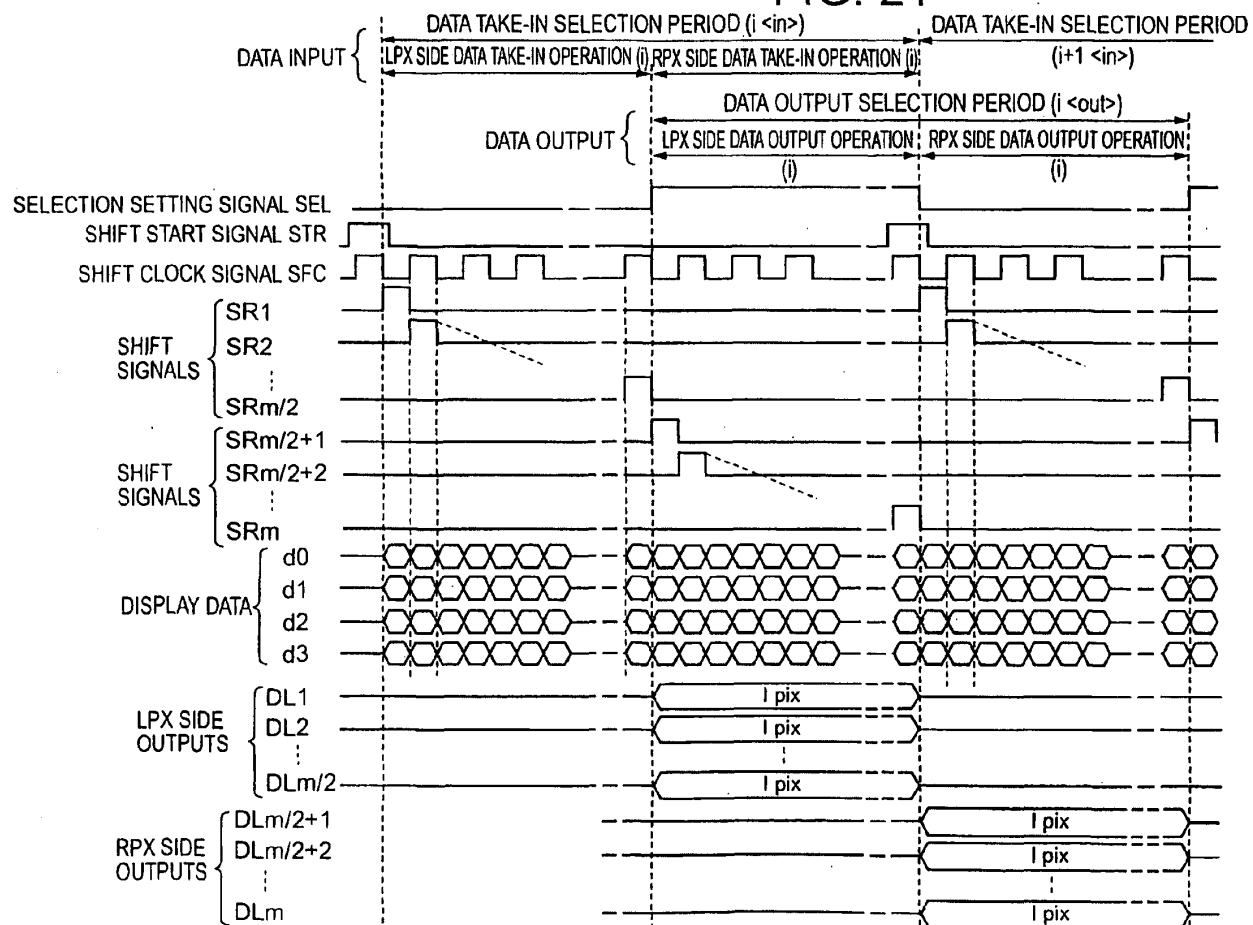 DATA TAKE-IN SELECTION PERIOD (i <in>)
DATA TAKE-IN SELECTION PERIOD
(i+1 <in>)
DATA INPUT
LPX SIDE DATA TAKE-IN OPERATION (i)
RPX SIDE DATA TAKE-IN OPERATION (i)
DATA OUTPUT SELECTION PERIOD (i <out>)
DATA OUTPUT
LPX SIDE DATA OUTPUT OPERATION
(i)
RPX SIDE DATA OUTPUT OPERATION
(i)
SELECTION SETTING SIGNAL SEL
SHIFT START SIGNAL STR
SHIFT CLOCK SIGNAL SFC
SHIFT
SIGNALS
SR1
SR2
SRm/2
SHIFT
SIGNALS
SRm/2+1
SRm/2+2
SRm
DISPLAY DATA
d0
d1
d2
d3
LPX SIDE
OUTPUTS
DL1
I pix
DL2
I pix
DLm/2
I pix
RPX SIDE
OUTPUTS
DLm/2+1
I pix
DLm/2+2
I pix
DLm
I pix